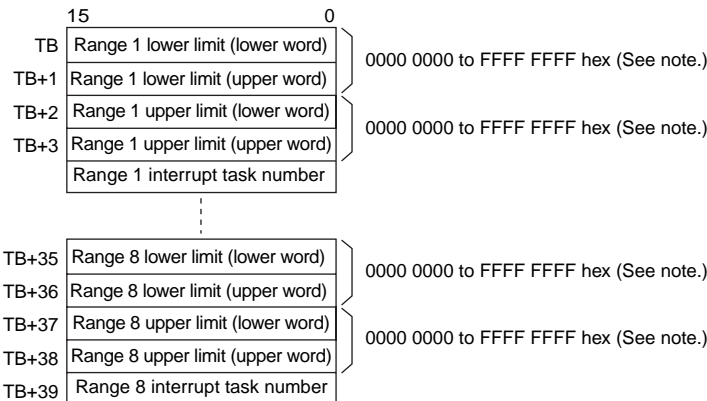 15 0
TB Range 1 lower limit (lower word)
0000 0000 to FFFF FFFF hex (See note.)
TB+1 Range 1 lower limit (upper word)
TB+2 Range 1 upper limit (lower word)
0000 0000 to FFFF FFFF hex (See note.)
TB+3 Range 1 upper limit (upper word)
Range 1 interrupt task number
TB+35 Range 8 lower limit (lower word)
0000 0000 to FFFF FFFF hex (See note.)
TB+36 Range 8 lower limit (upper word)
TB+37 Range 8 upper limit (lower word)
0000 0000 to FFFF FFFF hex (See note.)
TB+38 Range 8 upper limit (upper word)
TB+39 Range 8 interrupt task number